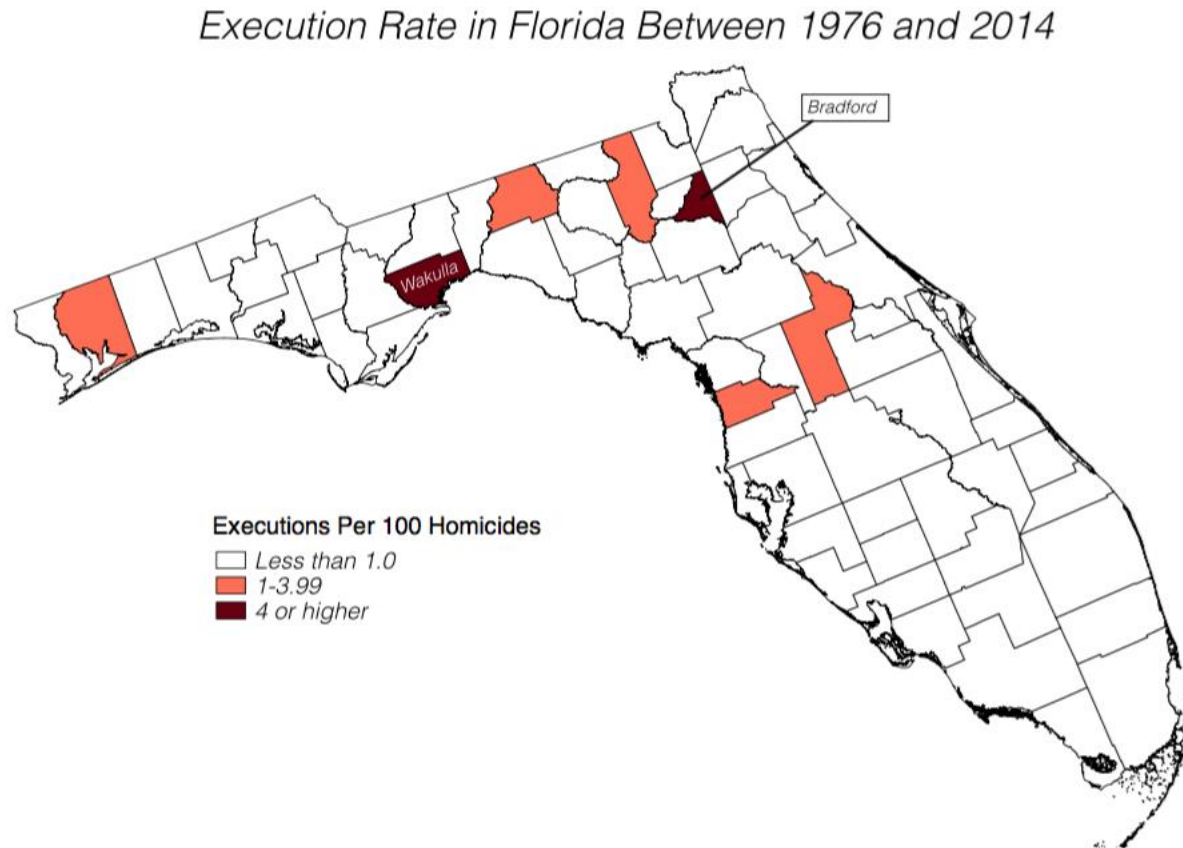 Execution Rate in Florida Between 1976 and 2014
Bradford
Wakulla
Executions Per 100 Homicides
Less than 1.0
1-3.99
4 or higher